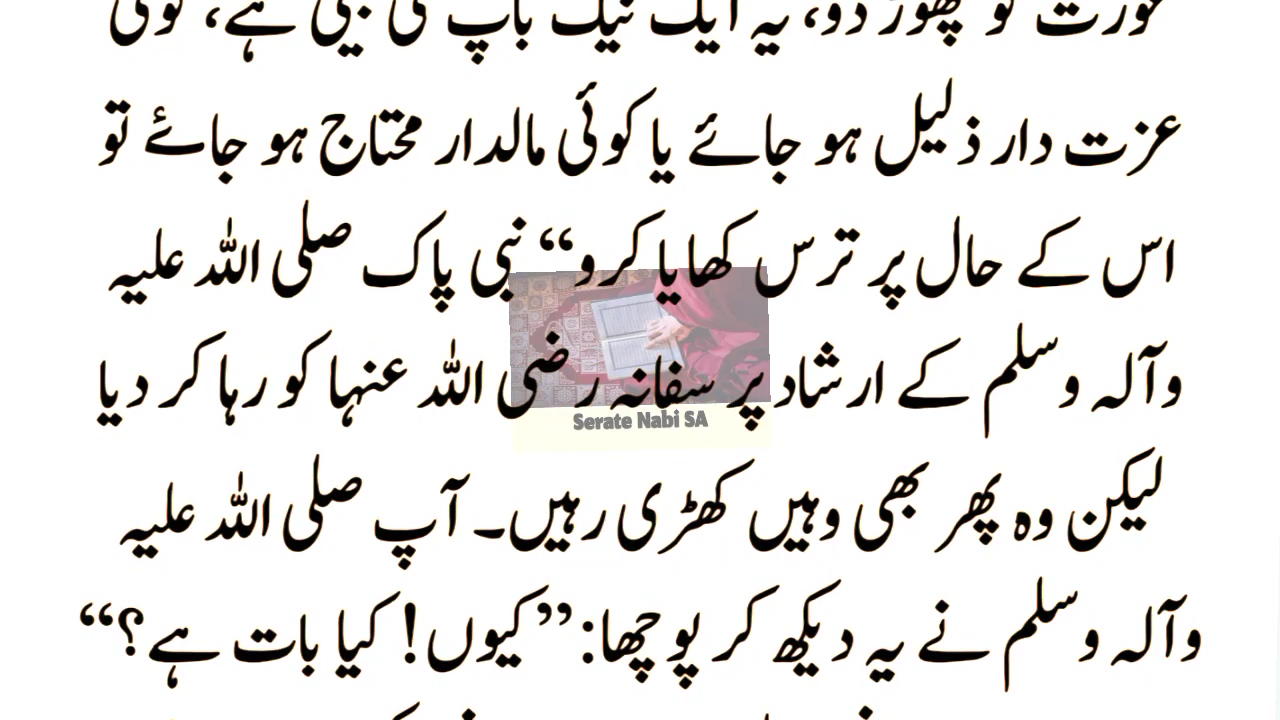 عورت کو چھوڑ دو، یہ ایک نیک باپ کی بیٹی ہے، کوئی
عزت دار ذلیل ہو جائے یا کوئی مالدار محتاج ہو جائے تو
اس کے حال پر ترس کھایا کرو“ نبی پاک صلی اللہ علیہ
وآلہ وسلم کے ارشاد پر سفانہ رضی اللہ عنہا کو رہا کر دیا
Serate Nabi SA
لیکن وہ پھر بھی وہیں کھڑی رہیں۔ آپ صلی اللہ علیہ
وآلہ وسلم نے یہ دیکھ کر پوچھا: ”کیوں! کیا بات ہے؟“